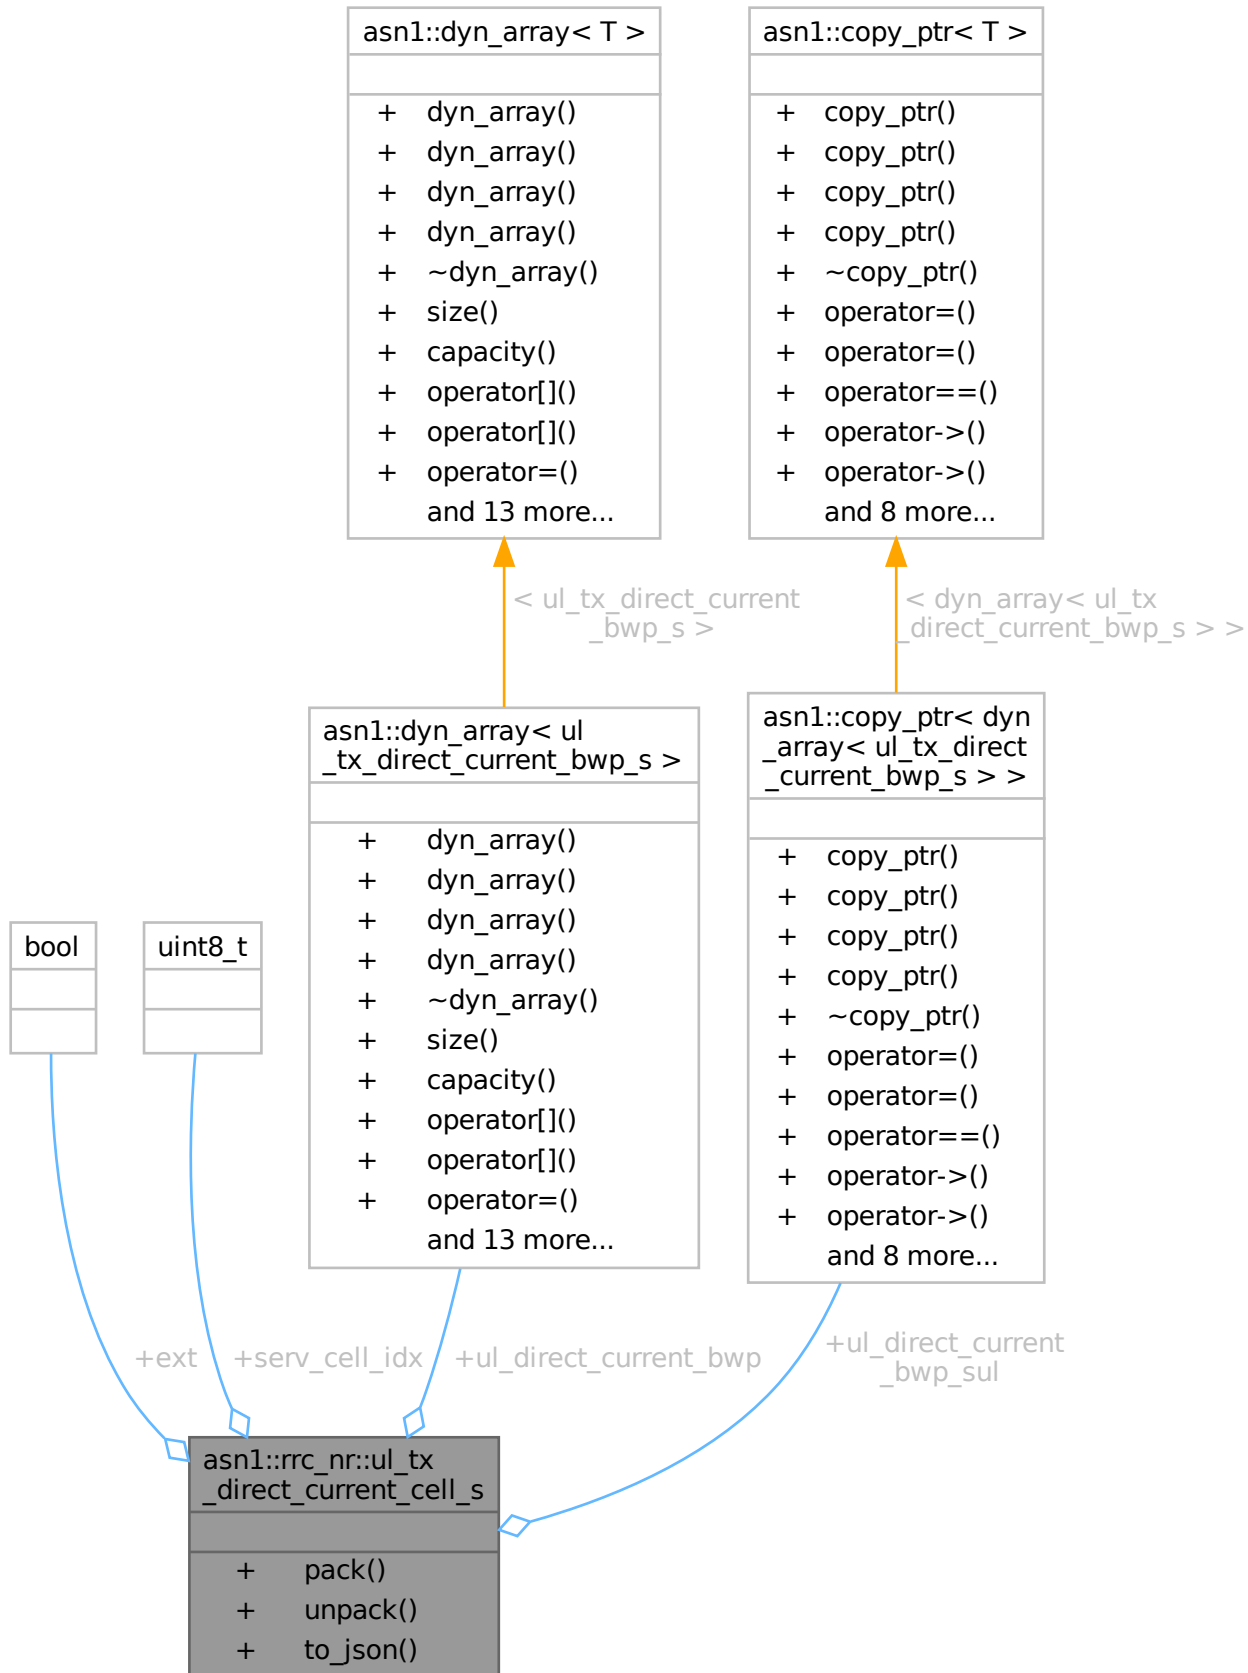 asn1::dyn_array< T >
+ dyn_array()
+ dyn_array()
+ dyn_array()
+ dyn_array()
+ ~dyn_array()
+ size()
+ capacity()
+ operator[]()
+ operator[]()
+ operator=()
and 13 more...
asn1::copy_ptr< T >
+ copy_ptr()
+ copy_ptr()
+ copy_ptr()
+ copy_ptr()
+ ~copy_ptr()
+ operator=()
+ operator=()
+ operator==()
+ operator->()
+ operator->()
and 8 more...
< ul_tx_direct_current
_bwp_s >
< dyn_array< ul_tx
_direct_current_bwp_s > >
asn1::dyn_array< ul
_tx_direct_current_bwp_s >
+ dyn_array()
+ dyn_array()
+ dyn_array()
+ dyn_array()
+ ~dyn_array()
+ size()
+ capacity()
+ operator[]()
+ operator[]()
+ operator=()
and 13 more...
asn1::copy_ptr< dyn
_array< ul_tx_direct
_current_bwp_s > >
+ copy_ptr()
+ copy_ptr()
+ copy_ptr()
+ copy_ptr()
+ ~copy_ptr()
+ operator=()
+ operator=()
+ operator==()
+ operator->()
+ operator->()
and 8 more...
bool
uint8_t
+ext
+serv_cell_idx
+ul_direct_current_bwp
+ul_direct_current
_bwp_sul
asn1::rrc_nr::ul_tx
_direct_current_cell_s
+ pack()
+ unpack()
+ to_json()